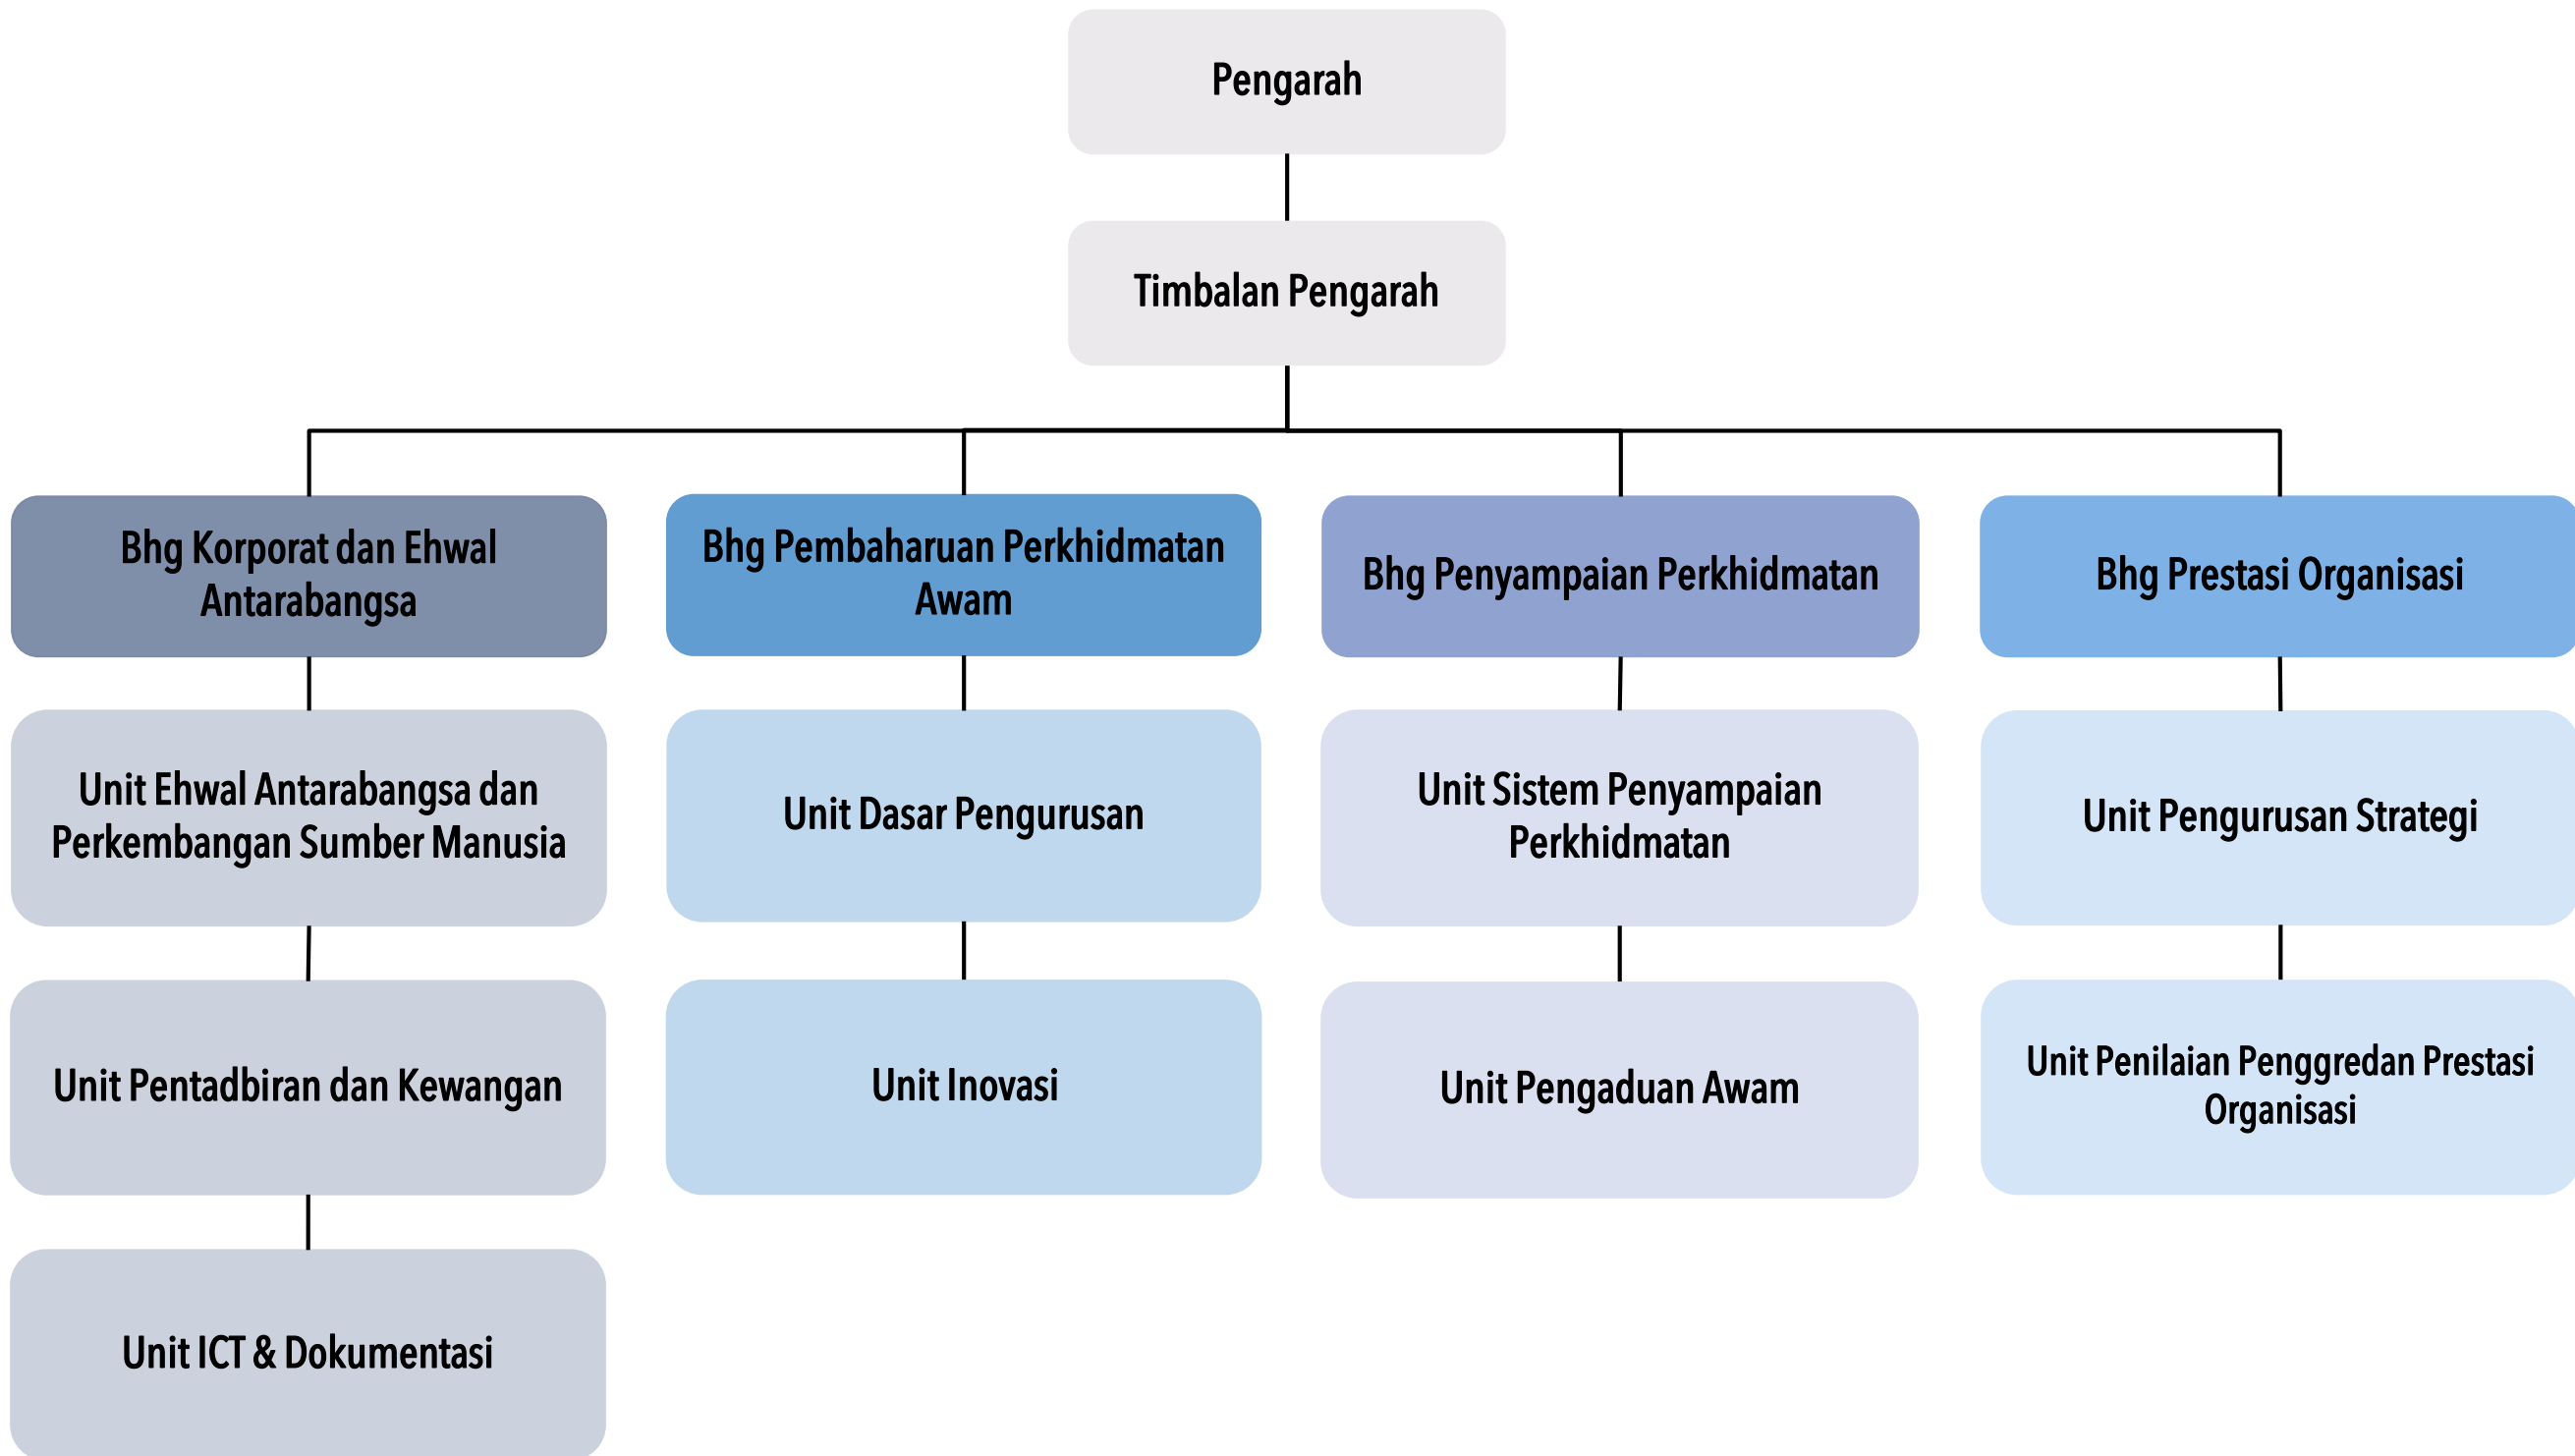 Pengarah
Timbalan Pengarah
Bhg Korporat dan Ehwal
Antarabangsa
Bhg Pembaharuan Perkhidmatan
Awam
Bhg Penyampaian Perkhidmatan
Bhg Prestasi Organisasi
Unit Ehwal Antarabangsa dan
Perkembangan Sumber Manusia
Unit Dasar Pengurusan
Unit Sistem Penyampaian
Perkhidmatan
Unit Pengurusan Strategi
Unit Pentadbiran dan Kewangan
Unit Inovasi
Unit Pengaduan Awam
Unit Penilaian Penggredan Prestasi
Organisasi
Unit ICT & Dokumentasi